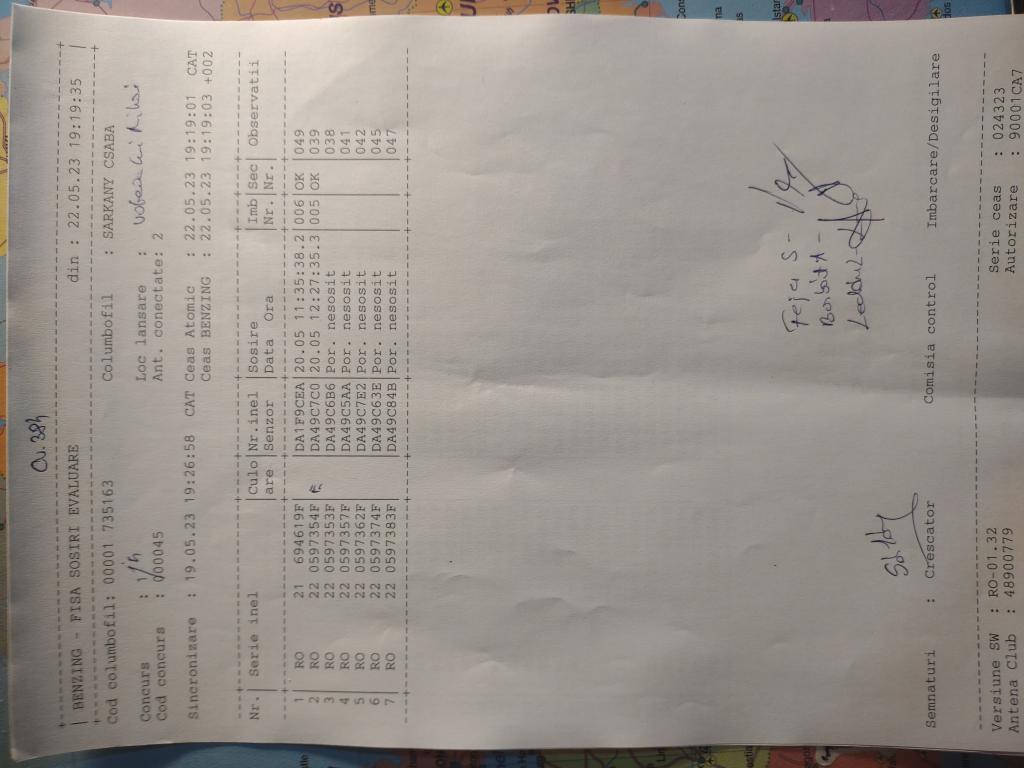 Cu. 38h
BENZING - FISA SOSIRI EVALUARE din : 22.05.23 19:19:35
Cod columbofil: 00001 735163 Columbofil : SARKANY CSABA
Concurs : Loc lansare :
Cod concurs : 000045 Ant. conectate: 2
Sincronizare : 19.05.23 19:26:58 CAT Ceas Atomic : 22.05.23 19:19:01 CAT
Ceas BENZING : 22.05.23 19:19:03 +002
Nr. Serie inel Culo Nr.inel Sosire Imb Sec Observatii
are Senzor Data Ora Nr. Nr.
1 RO 21 694619F DA1F9CEA 20.05 11:35:38.2 006 OK 049
2 RO 22 0597354F DA49C7C0 20.05 12:27:35.3 005 OK 039
3 RO 22 0597353F DA49C6B6 Por. nesosit 038
4 RO 22 0597357F DA49C5AA Por. nesosit 041
5 RO 22 0597362F DA49C7E2 Por. nesosit 042
6 RO 22 0597374F DA49C63E Por. nesosit 045
7 RO 22 0597383F DA49C84B Por. nesosit 047
Semnaturi : Crescator Comisia control Imbarcare/Desigilare
Versiune SW : RO-01.32 Serie ceas : 024323
Antena Club : 48900779 Autorizare : 90001CA7